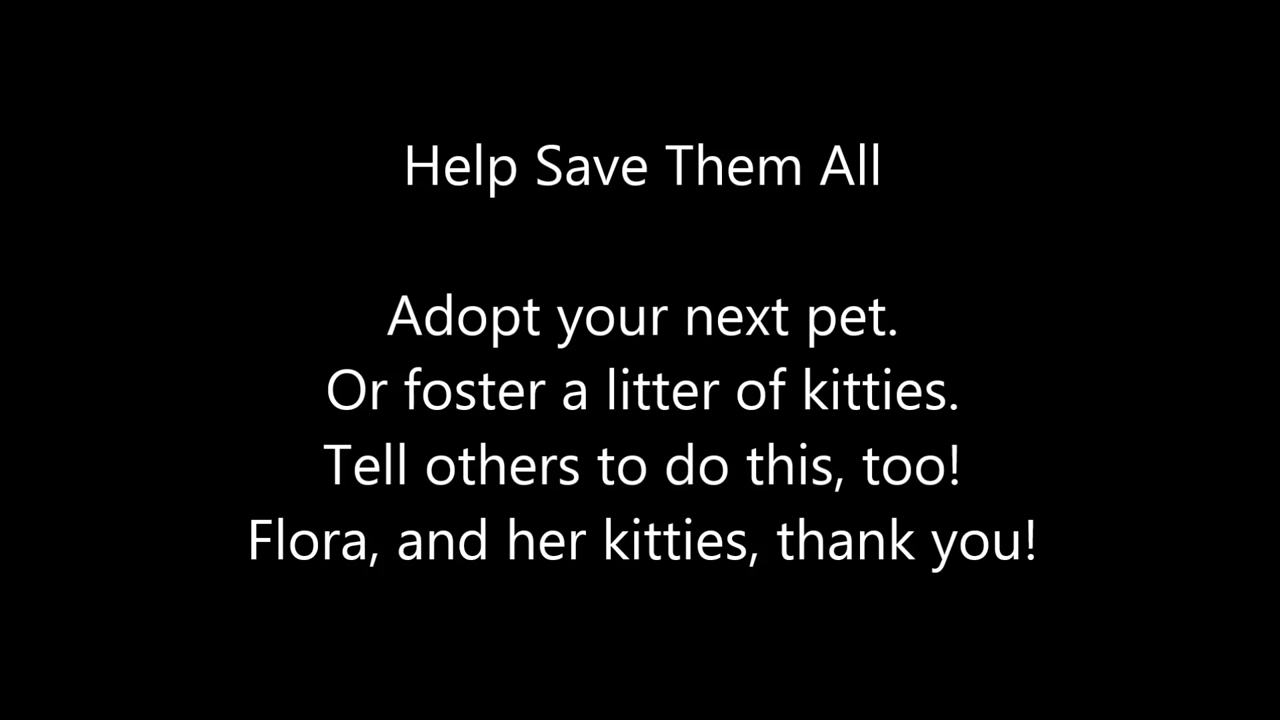 Help Save Them All
Adopt your next pet.
Or foster a litter of kitties.
Tell others to do this, too!
Flora, and her kitties, thank you!